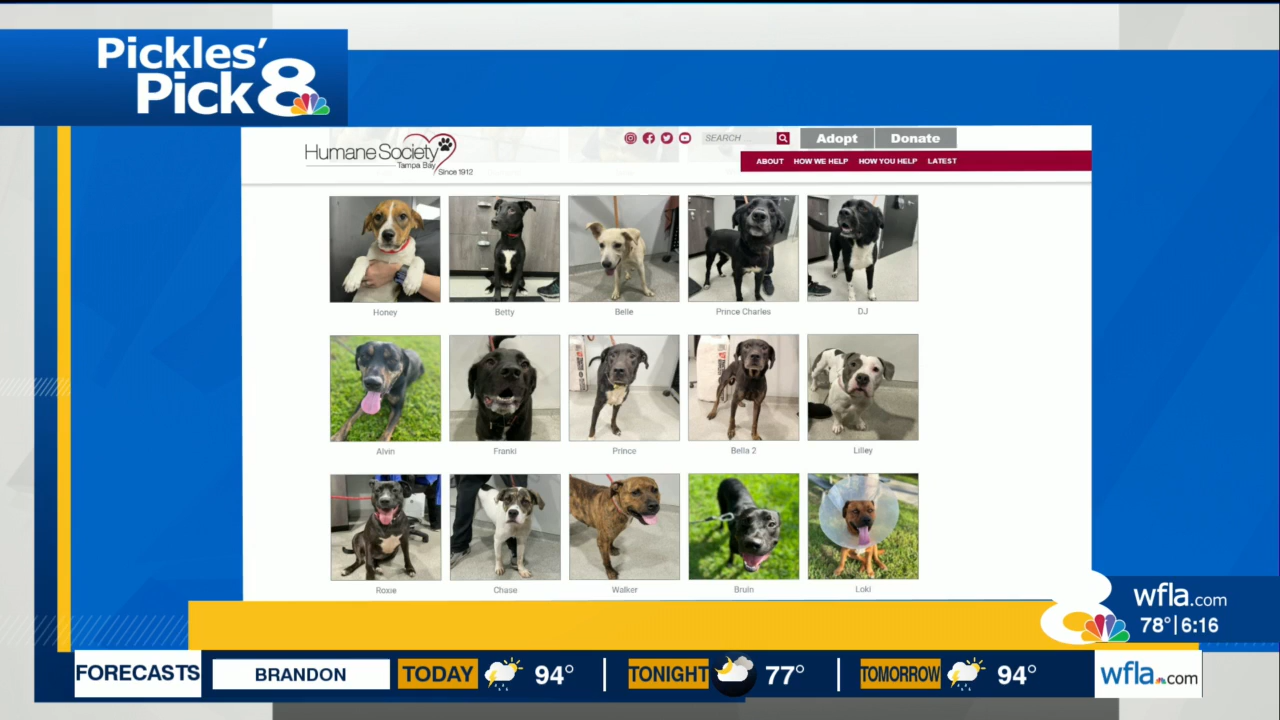 Pickles'
Pick 8
Humane Society
Tampa Bay
Since 1912
SEARCH
Adopt
Donate
ABOUT HOW WE HELP HOW YOU HELP LATEST
Honey
Betty
Belle
Prince Charles
DJ
Alvin
Franki
Prince
Bella 2
Lilley
Roxie
Chase
Walker
Bruin
Loki
8
wfla.com
78° | 6:16
FORECASTS
BRANDON
TODAY
94°
TONIGHT
77°
TOMORROW
94°
wfla.com